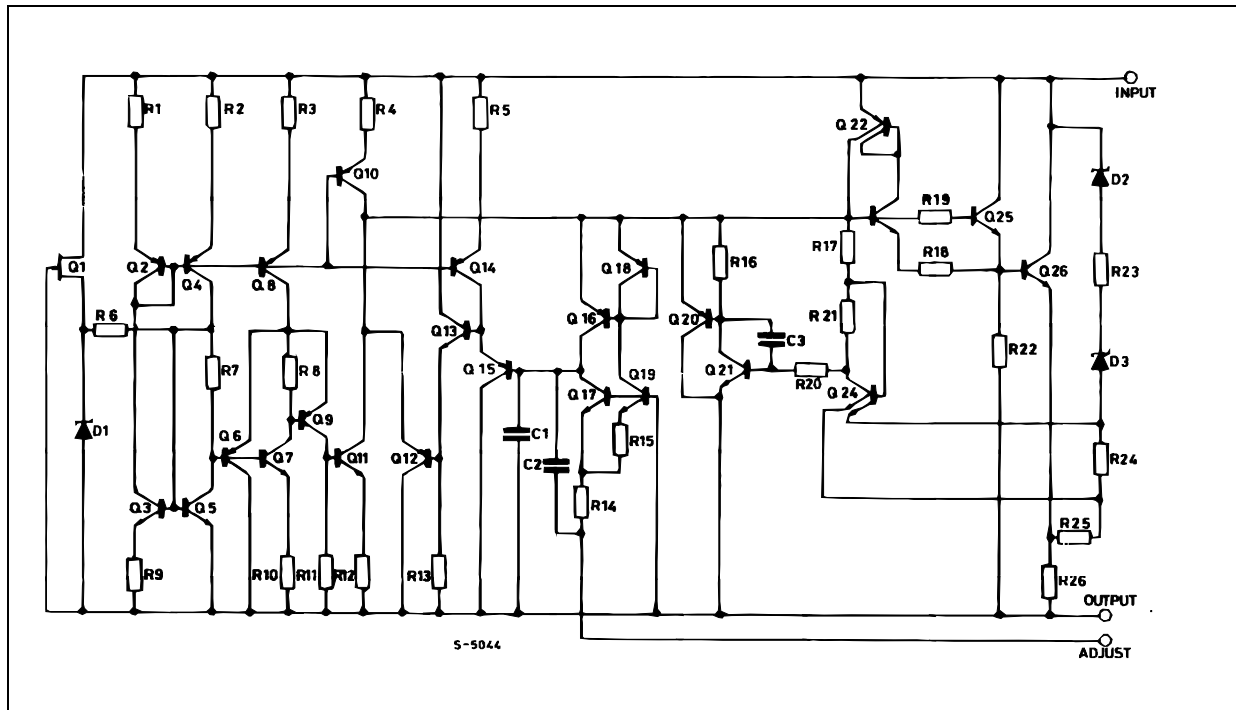 INPUT
R1
R2
R3
R4
R5
Q22
Q10
D2
R19
Q25
R17
R18
Q1
Q2
Q4
Q8
Q14
Q18
R16
Q26
R23
R6
Q13
Q16
Q20
R21
C3
R22
R7
R8
Q15
Q19
Q21
R20
D3
Q24
Q17
Q9
D1
Q6
C1
R15
Q7
Q11
Q12
C2
R24
Q3
Q5
R14
R25
R9
R10
R11
R12
R13
R26
OUTPUT
S-5044
ADJUST